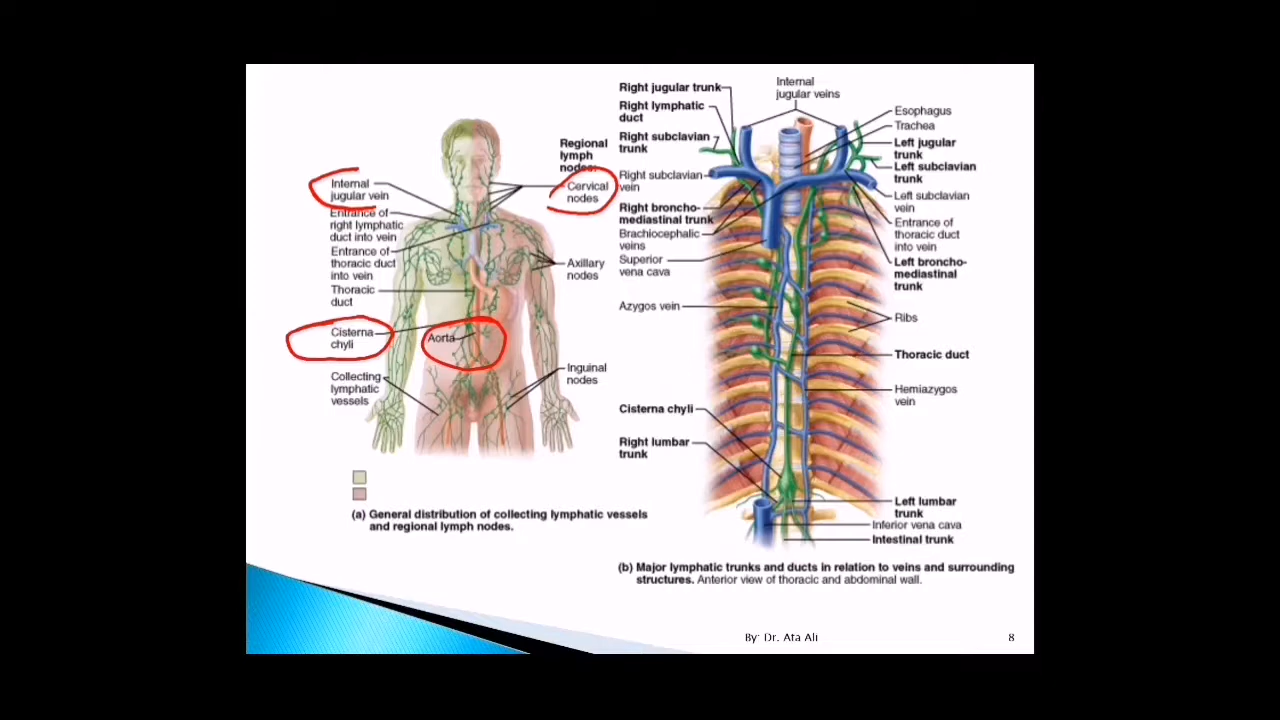 Regional
lymph
nodes:
Internal
jugular vein
Cervical
nodes
Entrance of
right lymphatic
duct into vein
Entrance of
thoracic duct
into vein
Thoracic
duct
Axillary
nodes
Cisterna
chyli
Aorta
Collecting
lymphatic
vessels
Inguinal
nodes
(a) General distribution of collecting lymphatic vessels
and regional lymph nodes.
Right jugular trunk
Right lymphatic
duct
Right subclavian
trunk
Right subclavian
vein
Right broncho-
mediastinal trunk
Brachiocephalic
veins
Superior
vena cava
Azygos vein
Cisterna chyli
Right lumbar
trunk
Internal
jugular veins
Esophagus
Trachea
Left jugular
trunk
Left subclavian
trunk
Left subclavian
vein
Entrance of
thoracic duct
into vein
Left broncho-
mediastinal
trunk
Ribs
Thoracic duct
Hemiazygos
vein
Left lumbar
trunk
Inferior vena cava
Intestinal trunk
(b) Major lymphatic trunks and ducts in relation to veins and surrounding
structures. Anterior view of thoracic and abdominal wall.
By: Dr. Ata Ali
8